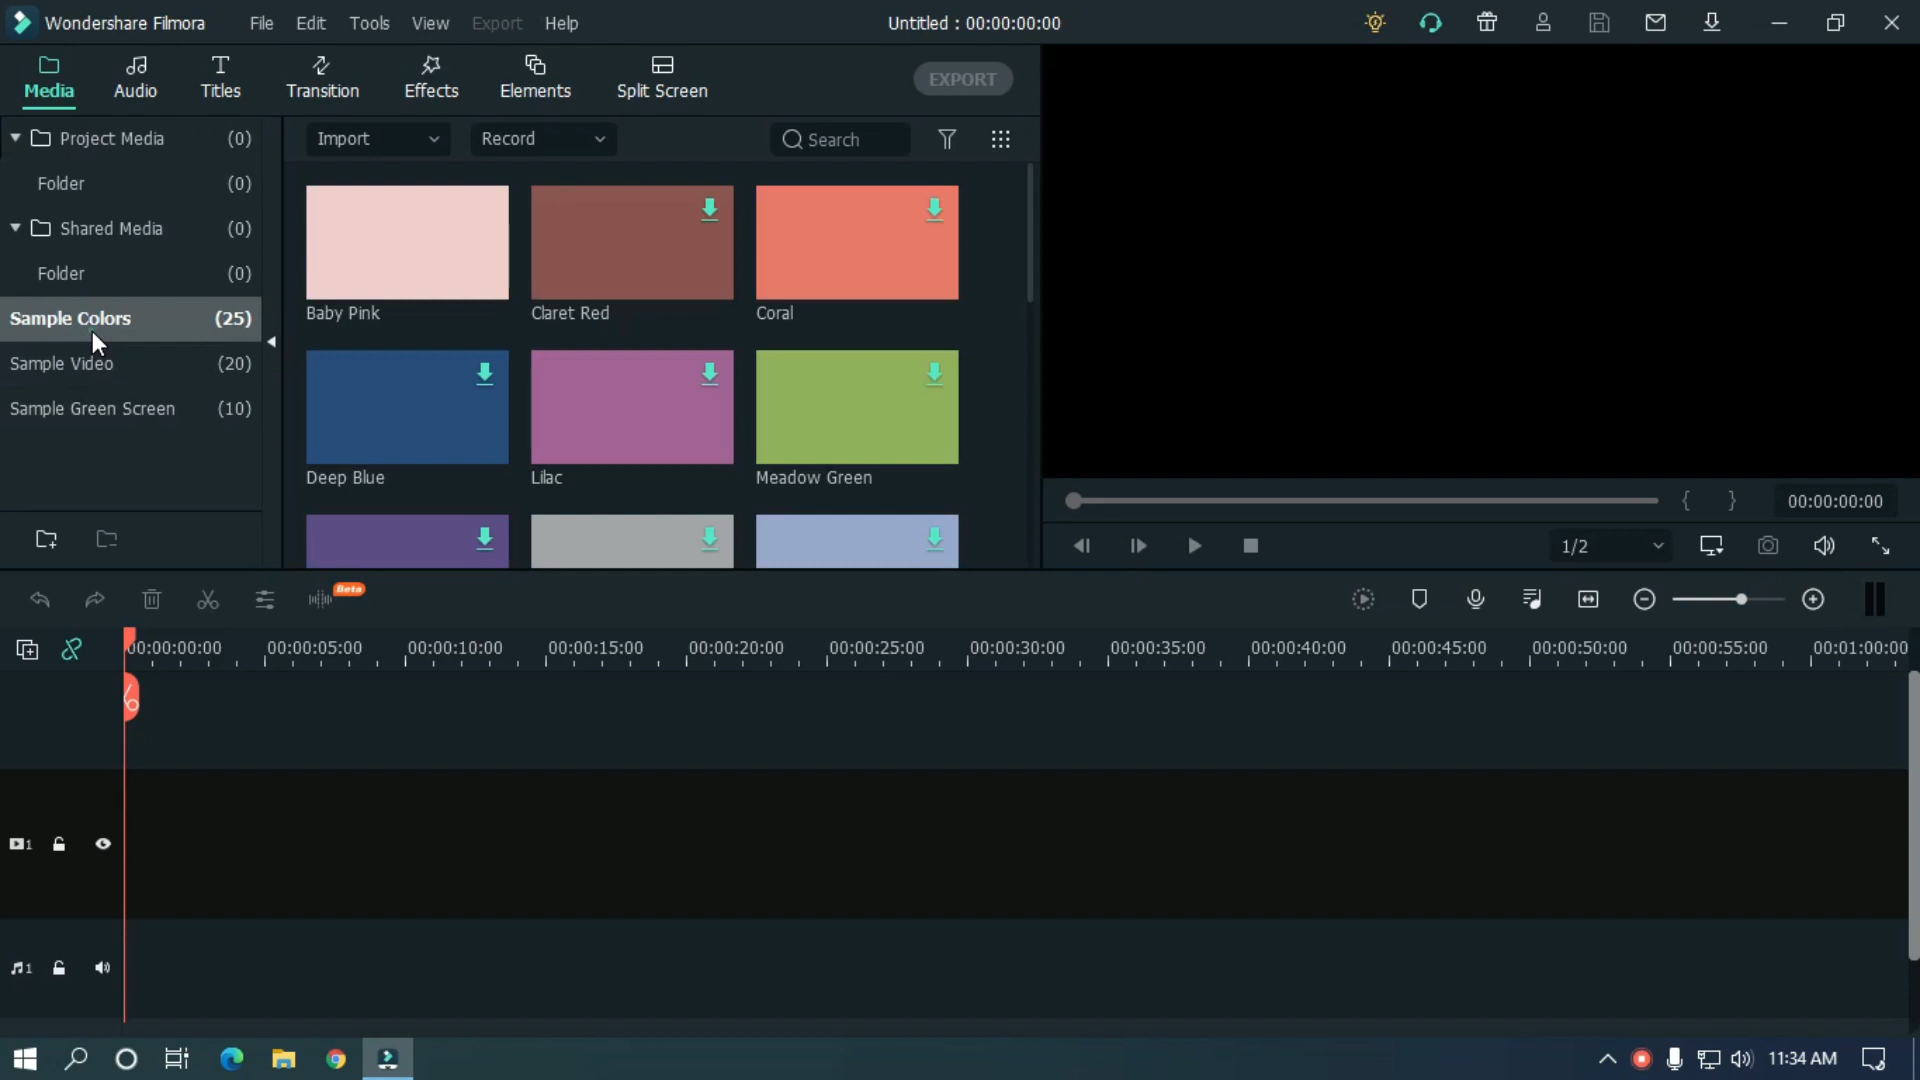 Wondershare Filmora File Edit Tools View Export Help Untitled : 00:00:00:00
Media Audio Titles Transition Effects Elements Split Screen EXPORT
Project Media (0)
Folder (0)
Shared Media (0)
Folder (0)
Sample Colors (25)
Sample Video (20)
Sample Green Screen (10)
Import Record Search
Baby Pink Claret Red Coral
Deep Blue Lilac Meadow Green
{ } 00:00:00:00
1/2
Beta
00:00:00:00 00:00:05:00 00:00:10:00 00:00:15:00 00:00:20:00 00:00:25:00 00:00:30:00 00:00:35:00 00:00:40:00 00:00:45:00 00:00:50:00 00:00:55:00 00:01:00:00
1
1
11:34 AM